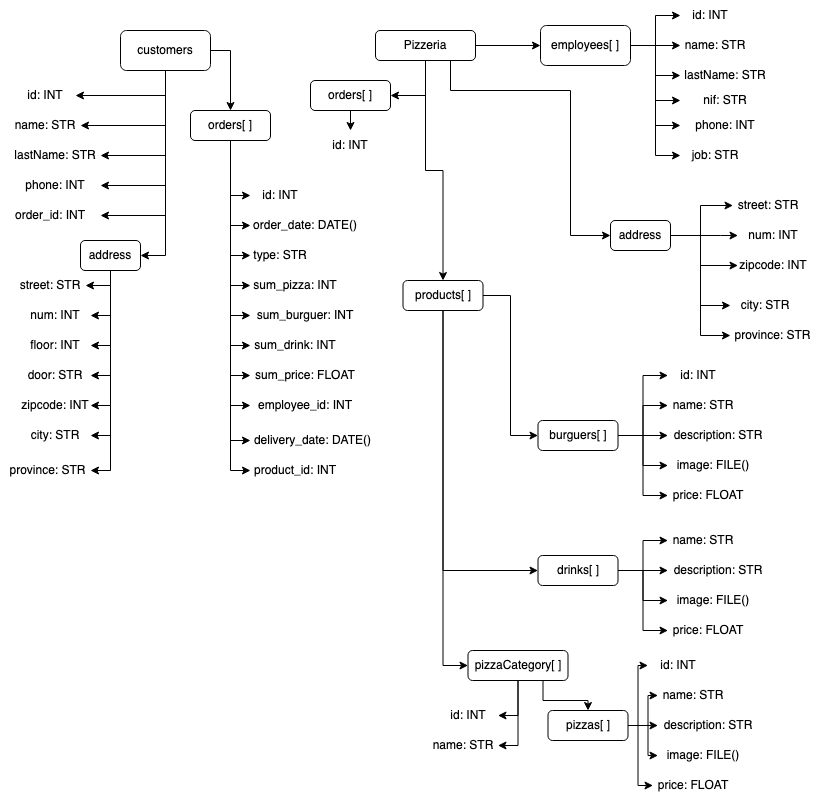 customers
id: INT
name: STR
lastName: STR
phone: INT
order_id: INT
address
street: STR
num: INT
floor: INT
door: STR
zipcode: INT
city: STR
province: STR
orders[ ]
id: INT
order_date: DATE()
type: STR
sum_pizza: INT
sum_burguer: INT
sum_drink: INT
sum_price: FLOAT
employee_id: INT
delivery_date: DATE()
product_id: INT
Pizzeria
orders[ ]
id: INT
employees[ ]
id: INT
name: STR
lastName: STR
nif: STR
phone: INT
job: STR
address
street: STR
num: INT
zipcode: INT
city: STR
province: STR
products[ ]
burguers[ ]
id: INT
name: STR
description: STR
image: FILE()
price: FLOAT
drinks[ ]
name: STR
description: STR
image: FILE()
price: FLOAT
pizzaCategory[ ]
id: INT
name: STR
pizzas[ ]
id: INT
name: STR
description: STR
image: FILE()
price: FLOAT